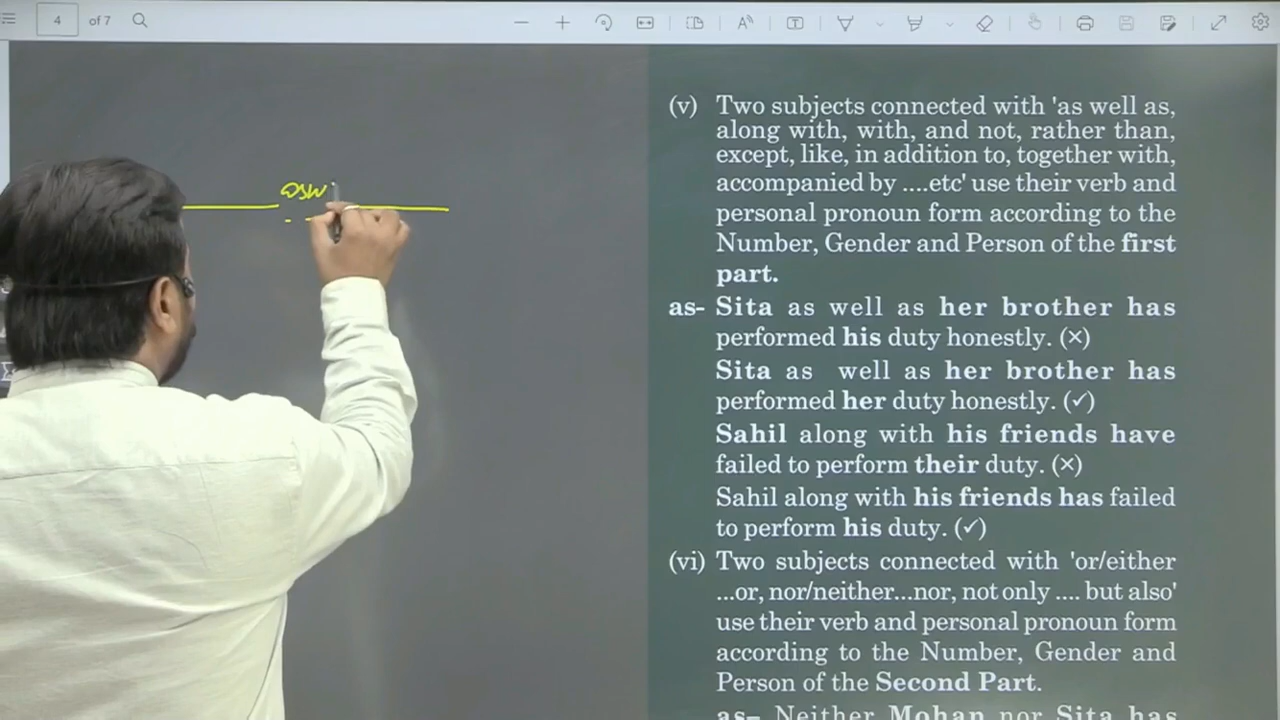 4 of 7
asw
(v) Two subjects connected with 'as well as,
along with, with, and not, rather than,
except, like, in addition to, together with,
accompanied by ....etc' use their verb and
personal pronoun form according to the
Number, Gender and Person of the first
part.
as- Sita as well as her brother has
performed his duty honestly. (×)
Sita as well as her brother has
performed her duty honestly. (✓)
Sahil along with his friends have
failed to perform their duty. (×)
Sahil along with his friends has failed
to perform his duty. (✓)
(vi) Two subjects connected with 'or/either
...or, nor/neither...nor, not only .... but also'
use their verb and personal pronoun form
according to the Number, Gender and
Person of the Second Part.
as– Neither Mohan nor Sita has